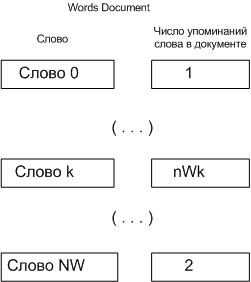 Words Document
Слово
Число упоминаний
слова в документе
Слово 0
1
(...)
Слово k
nWk
(...)
Слово NW
2